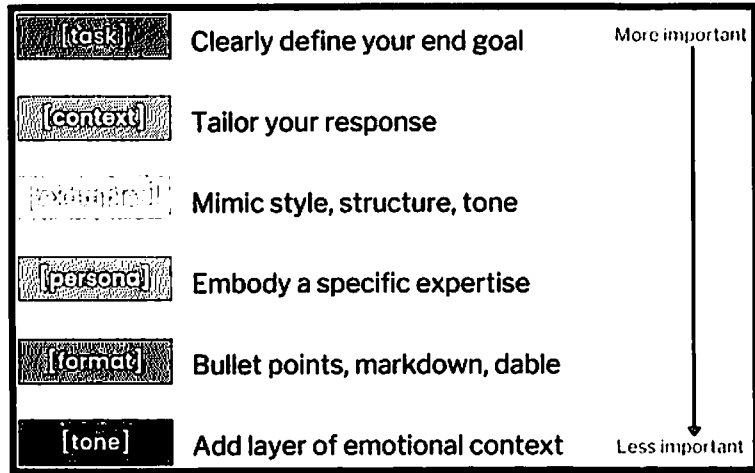 [task] Clearly define your end goal More important
[context] Tailor your response
Mimic style, structure, tone
[persona] Embody a specific expertise
[format] Bullet points, markdown, dable
[tone] Add layer of emotional context Less important